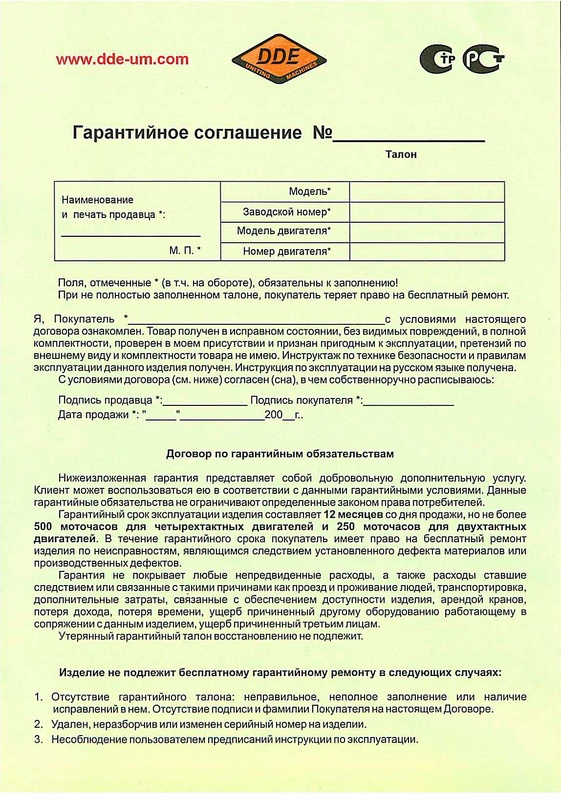 www.dde-um.com
DDE
UNITING MACHINES
Гарантийное соглашение №
Талон
Наименование
и печать продавца *:
М. П. *
Модель*
Заводской номер*
Модель двигателя*
Номер двигателя*
Поля, отмеченные * (в т.ч. на обороте), обязательны к заполнению!
При не полностью заполненном талоне, покупатель теряет право на бесплатный ремонт.
Я, Покупатель *_______с условиями настоящего
договора ознакомлен. Товар получен в исправном состоянии, без видимых повреждений, в полной
комплектности, проверен в моем присутствии и признан пригодным к эксплуатации, претензий по
внешнему виду и комплектности товара не имею. Инструктаж по технике безопасности и правилам
эксплуатации данного изделия получен. Инструкция по эксплуатации на русском языке получена.
С условиями договора (см. ниже) согласен (сна), в чем собственноручно расписываюсь:
Подпись продавца *:_______ Подпись покупателя *:_______
Дата продажи *: "_____"_______200__г..
Договор по гарантийным обязательствам
Нижеизложенная гарантия представляет собой добровольную дополнительную услугу.
Клиент может воспользоваться ею в соответствии с данными гарантийными условиями. Данные
гарантийные обязательства не ограничивают определенные законом права потребителей.
Гарантийный срок эксплуатации изделия составляет 12 месяцев со дня продажи, но не более
500 моточасов для четырехтактных двигателей и 250 моточасов для двухтактных
двигателей. В течение гарантийного срока покупатель имеет право на бесплатный ремонт
изделия по неисправностям, являющимся следствием установленного дефекта материалов или
производственных дефектов.
Гарантия не покрывает любые непредвиденные расходы, а также расходы ставшие
следствием или связанные с такими причинами как проезд и проживание людей, транспортировка,
дополнительные затраты, связанные с обеспечением доступности изделия, арендой кранов,
потеря дохода, потеря времени, ущерб причиненный другому оборудованию работающему в
сопряжении с данным изделием, ущерб причиненный третьим лицам.
Утерянный гарантийный талон восстановлению не подлежит.
Изделие не подлежит бесплатному гарантийному ремонту в следующих случаях:
1. Отсутствие гарантийного талона: неправильное, неполное заполнение или наличие
исправлений в нем. Отсутствие подписи и фамилии Покупателя на настоящем Договоре.
2. Удален, неразборчив или изменен серийный номер на изделии.
3. Несоблюдение пользователем предписаний инструкции по эксплуатации.